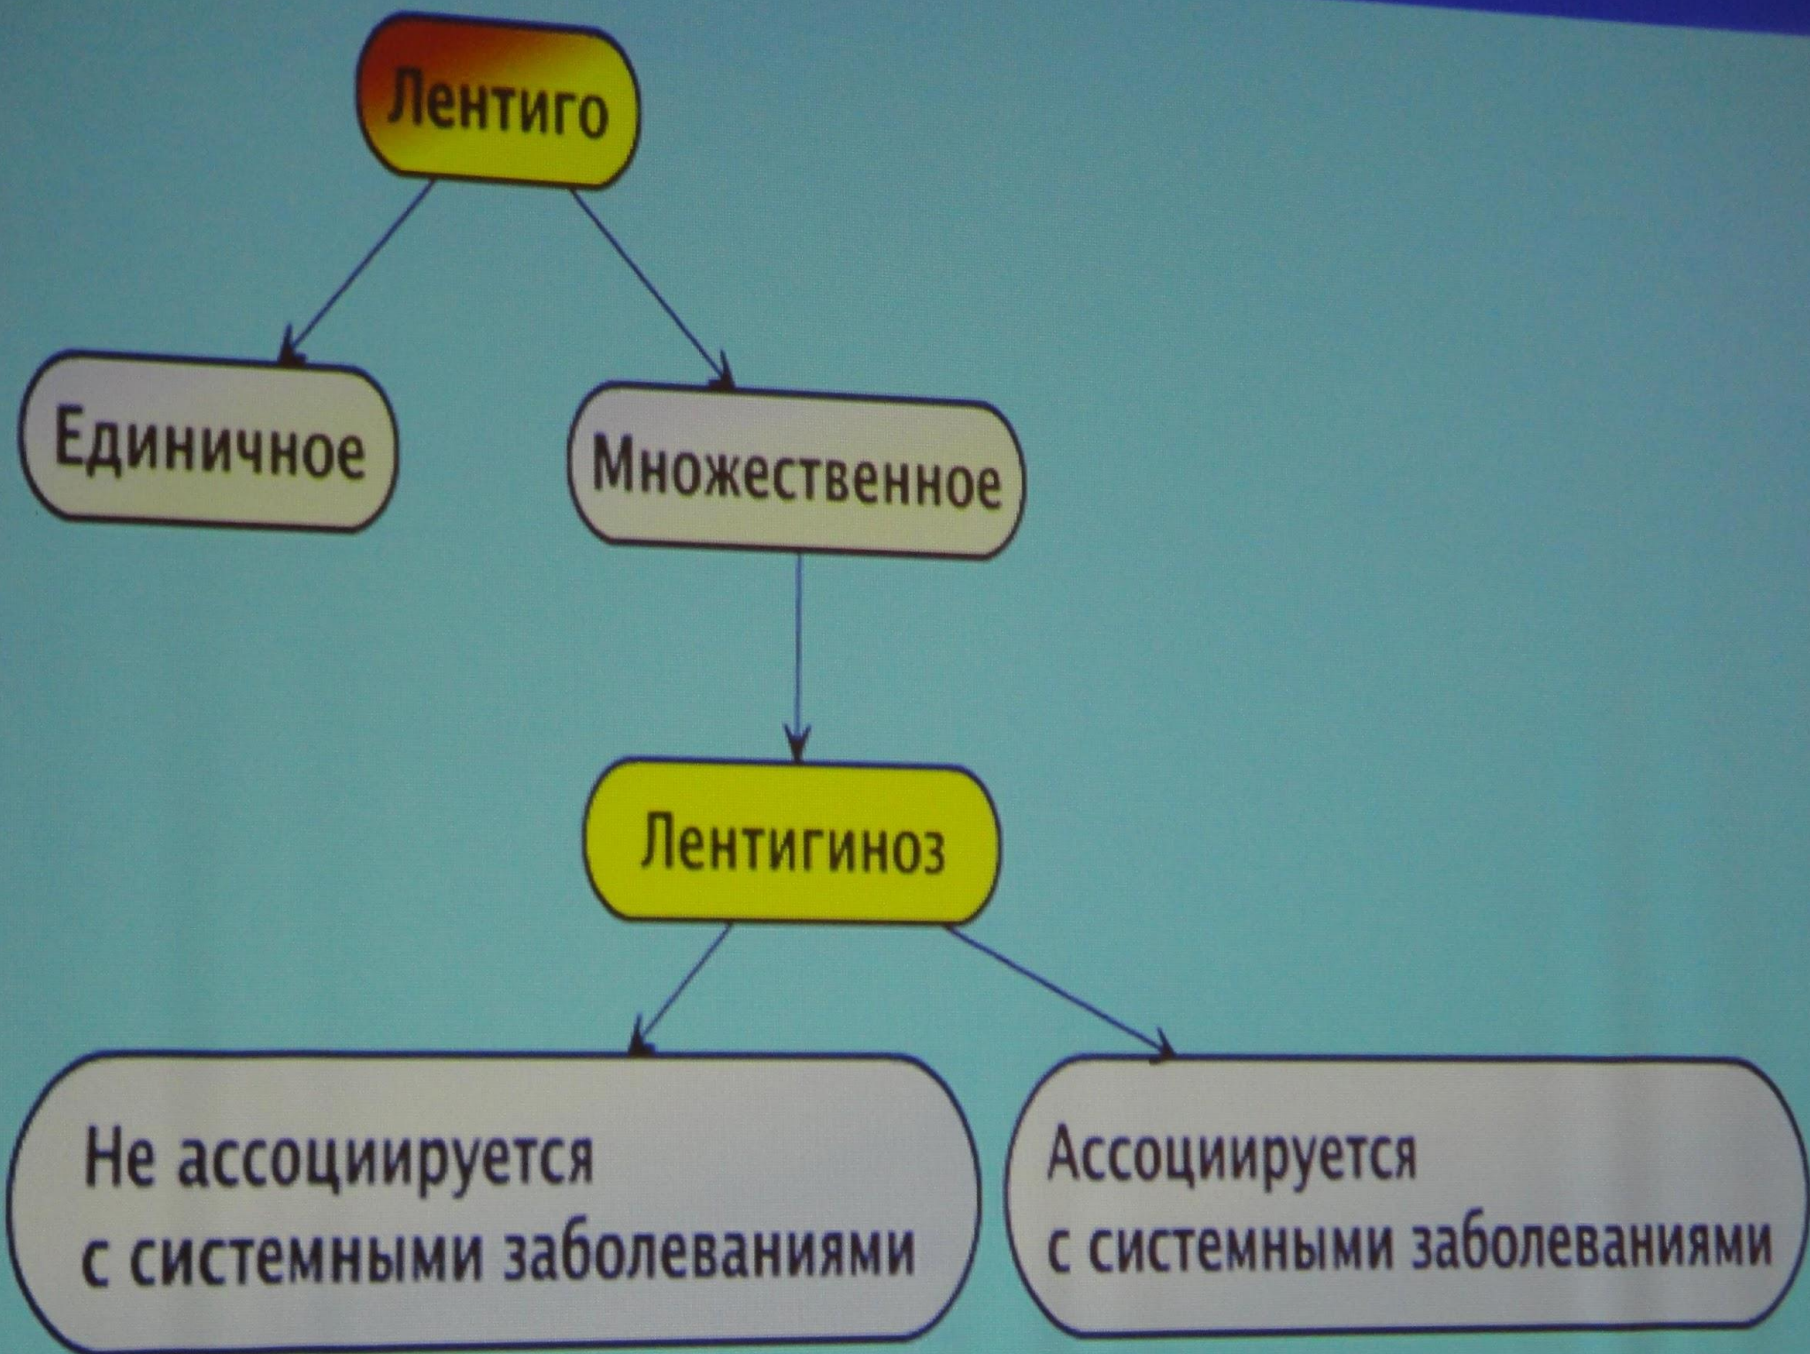 Лентиго
Единичное
Множественное
Лентигиноз
Не ассоциируется
с системными заболеваниями
Ассоциируется
с системными заболеваниями